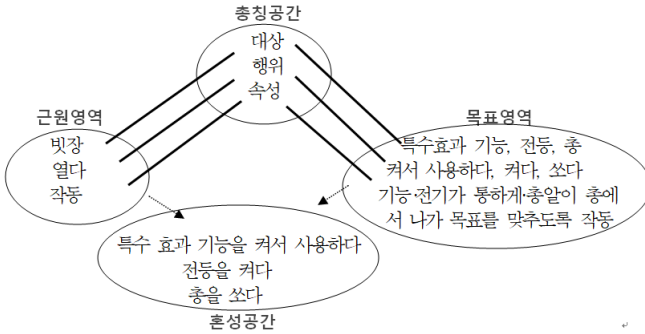 총칭공간
대상
행위
속성
근원영역
빗장
열다
작동
목표영역
특수효과 기능, 전등, 총
켜서 사용하다, 켜다, 쏘다
기능·전기가 통하게·총알이 총에
서 나가 목표를 맞추도록 작동
특수 효과 기능을 켜서 사용하다
전등을 켜다
총을 쏘다
혼성공간